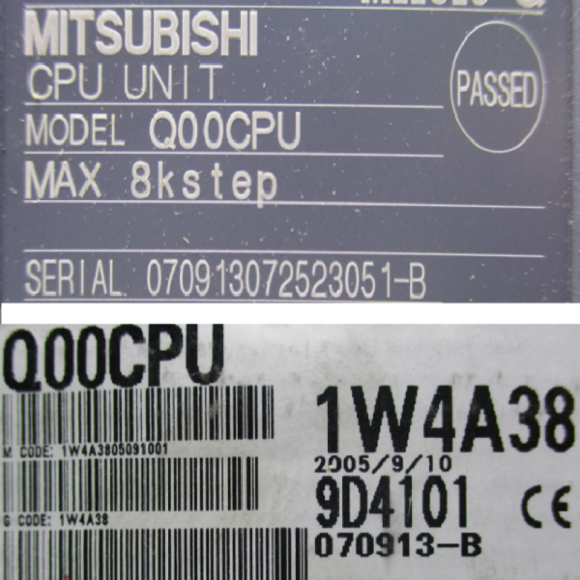 MITSUBISHI
CPU UNIT
PASSED
MODEL Q00CPU
MAX 8kstep
SERIAL 070913072523051-B
Q00CPU
1W4A38
M CODE: 1W4A3805091001
2005/9/10
9D4101
G CODE: 1W4A38
CE
070913-B